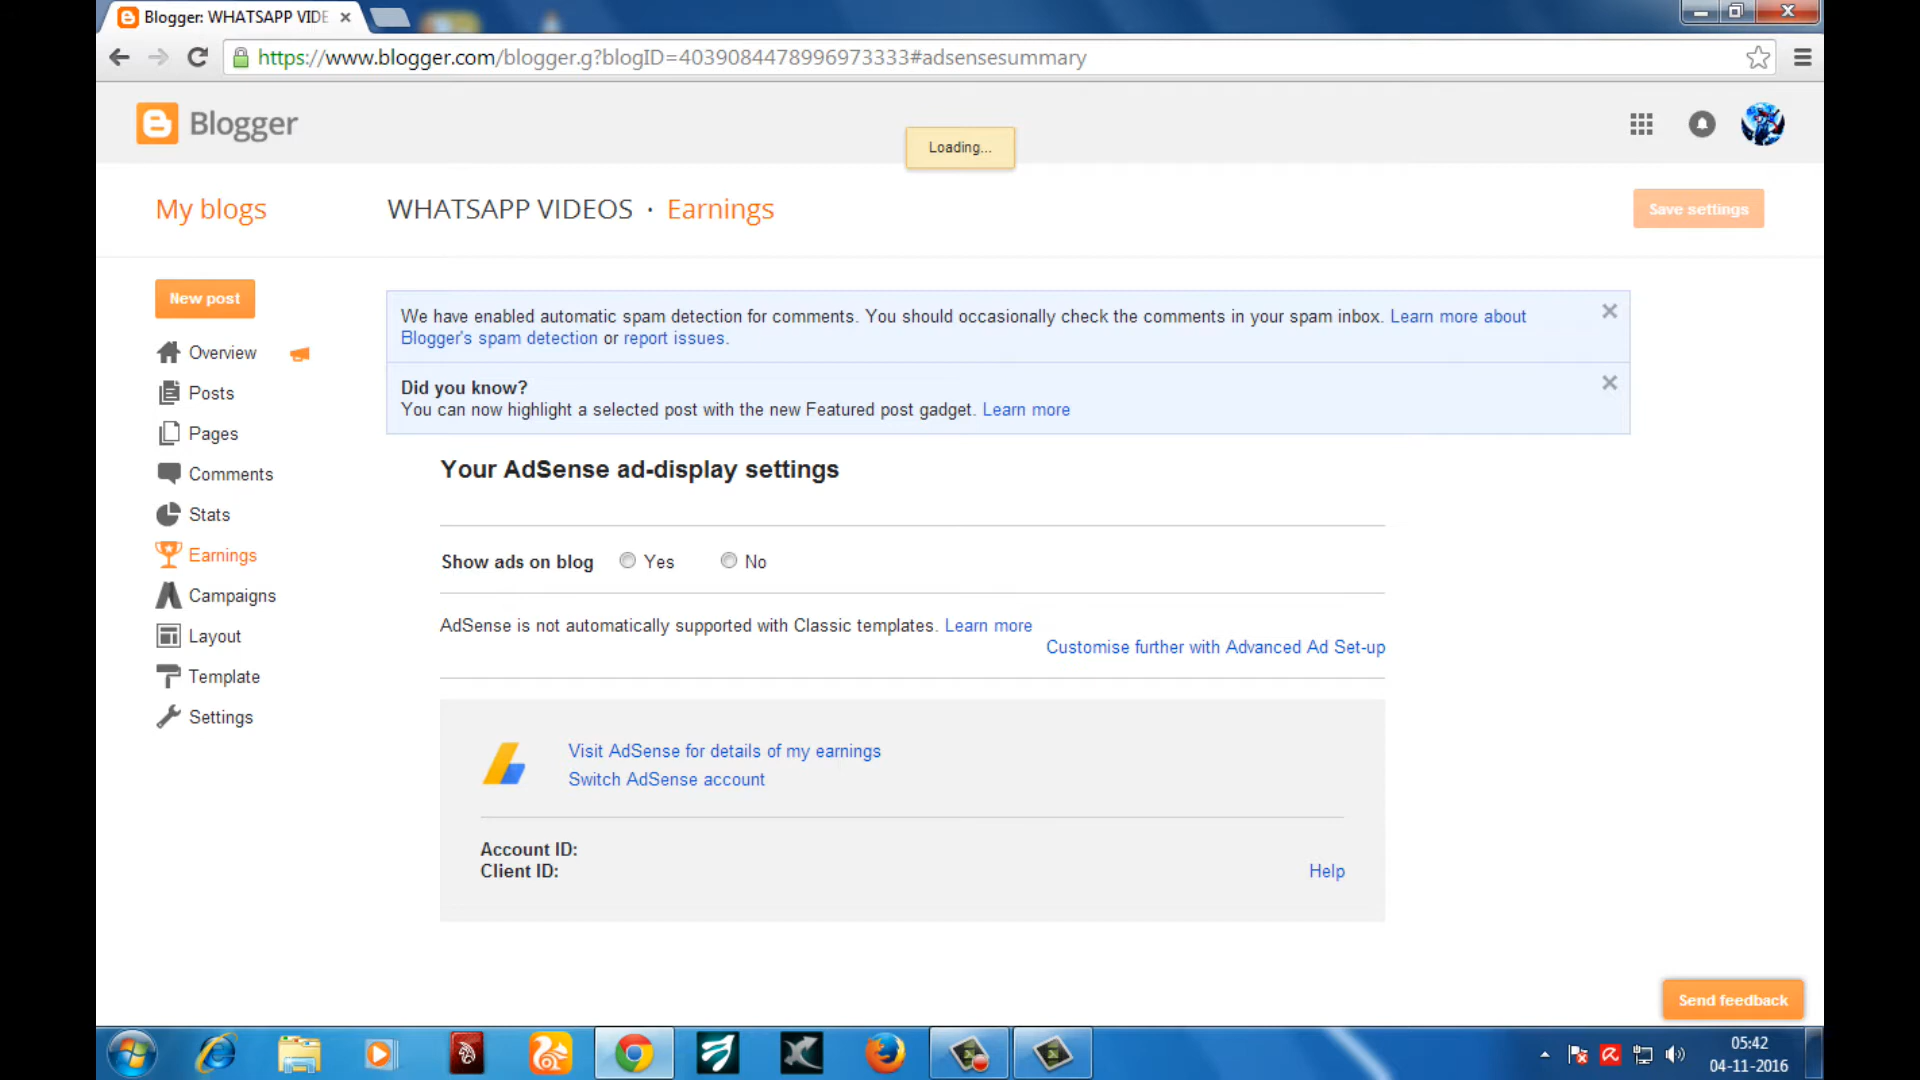 Blogger: WHATSAPP VIDE
https://www.blogger.com/blogger.g?blogID=4039084478996973333#adsensesummary
Blogger
Loading...
My blogs
WHATSAPP VIDEOS · Earnings
Save settings
New post
We have enabled automatic spam detection for comments. You should occasionally check the comments in your spam inbox. Learn more about
Blogger's spam detection or report issues.
Did you know?
You can now highlight a selected post with the new Featured post gadget. Learn more
Overview
Posts
Pages
Comments
Stats
Earnings
Campaigns
Layout
Template
Settings
Your AdSense ad-display settings
Show ads on blog Yes No
AdSense is not automatically supported with Classic templates. Learn more
Customise further with Advanced Ad Set-up
Visit AdSense for details of my earnings
Switch AdSense account
Account ID:
Client ID:
Help
Send feedback
05:42
04-11-2016